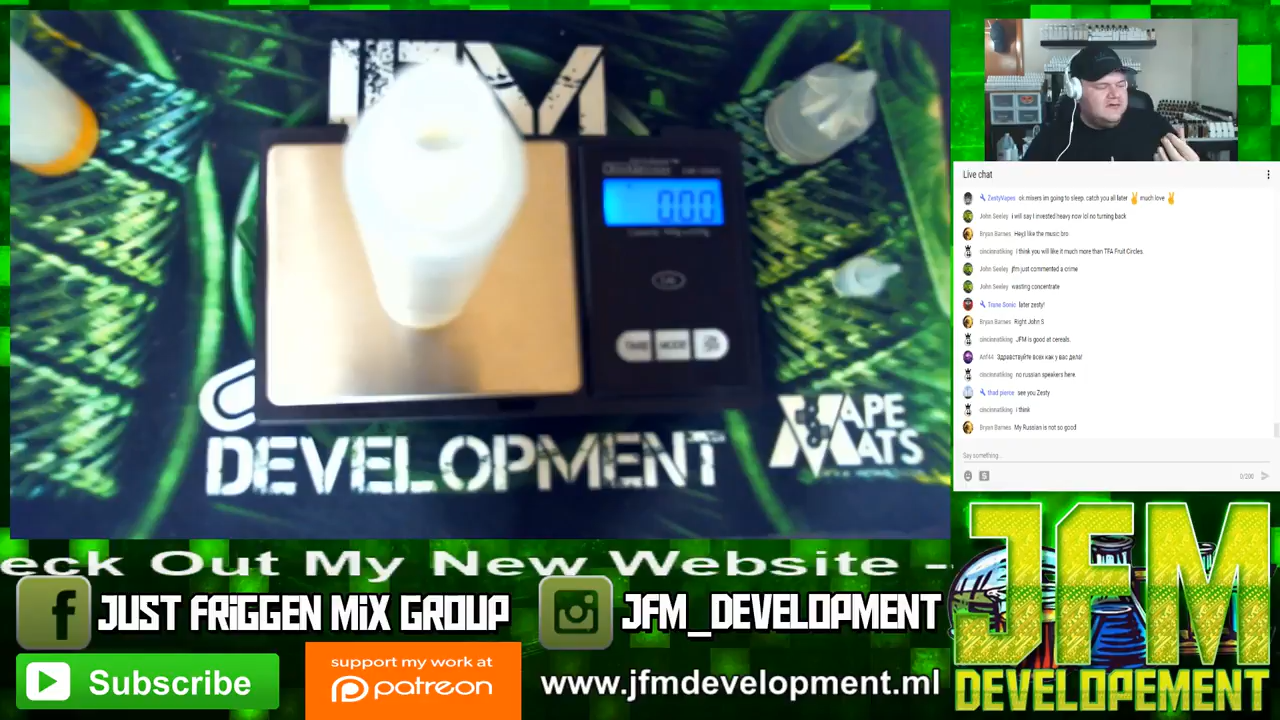 JFM
0.00
MODE
DEVELOPMENT
VAPE
MATS
Live chat
ZestyVapes ok mixers im going to sleep. catch you all later ✌ much love ✌
John Seeley i will say I invested heavy now lol no turning back
Bryan Barnes Hey,I like the music bro
cincinnatiking i think you will like it much more than TFA Fruit Circles.
John Seeley jfm just commented a crime
John Seeley wasting concentrate
Trane Sonic later zesty!
Bryan Barnes Right John S
cincinnatiking JFM is good at cereals.
Здравствуйте всех как у вас дела!
cincinnatiking no russian speakers here.
thad pierce see you Zesty
cincinnatiking i think
Bryan Barnes My Russian is not so good
Say something...
0/200
eck Out My New Website -
JUST FRiGGEN MiX GROUP
JFM_DEVELOPMENT
Subscribe
support my work at
patreon
www.jfmdevelopment.ml
JFM
DEVELOPEMENT